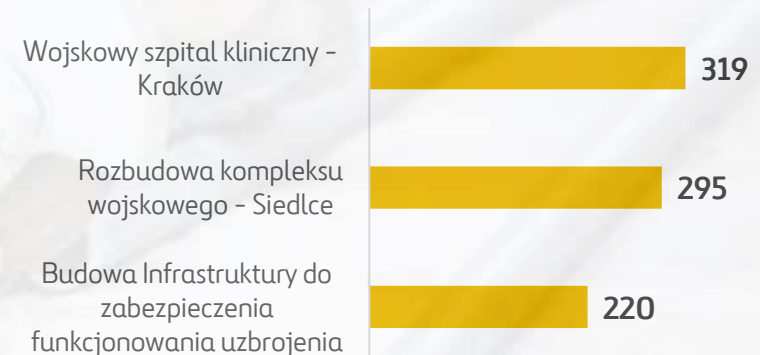 Wojskowy szpital kliniczny –
Kraków
319
Rozbudowa kompleksu
wojskowego – Siedlce
295
Budowa Infrastruktury do
zabezpieczenia
funkcjonowania uzbrojenia
220